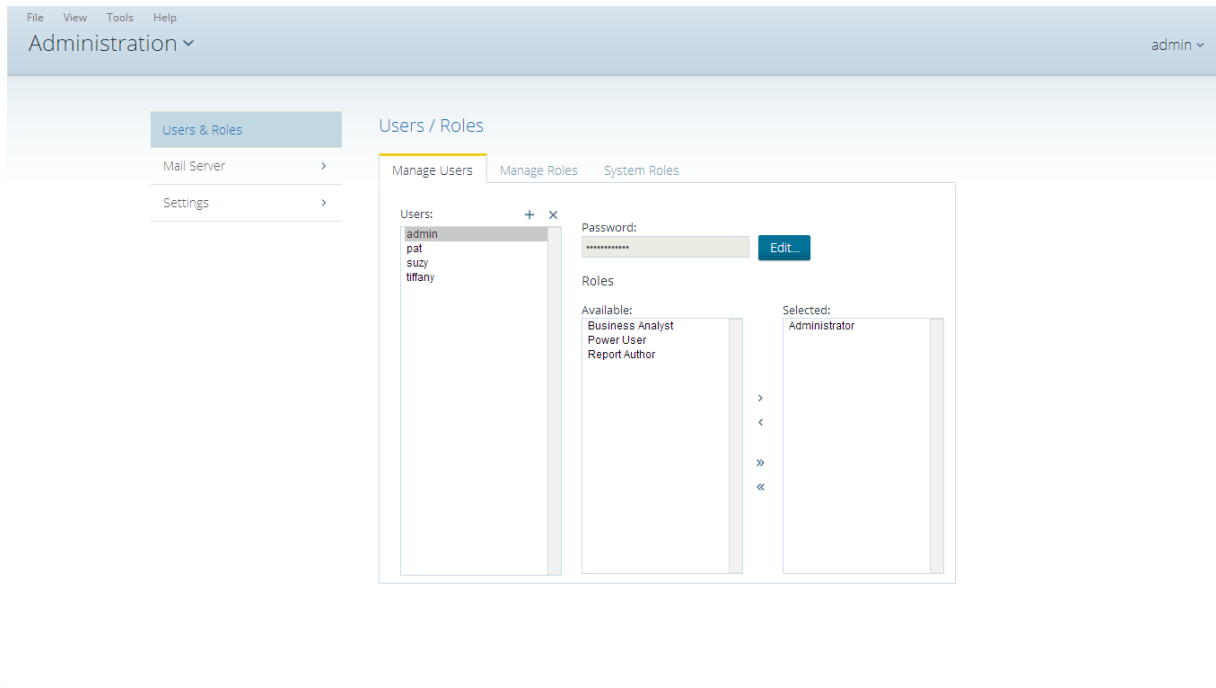 File View Tools Help
Administration
admin
Users & Roles
Mail Server
Settings
Users / Roles
Manage Users Manage Roles System Roles
Users:
admin
pat
suzy
tiffany
Password:
••••••••••••
Edit...
Roles
Available:
Business Analyst
Power User
Report Author
Selected:
Administrator